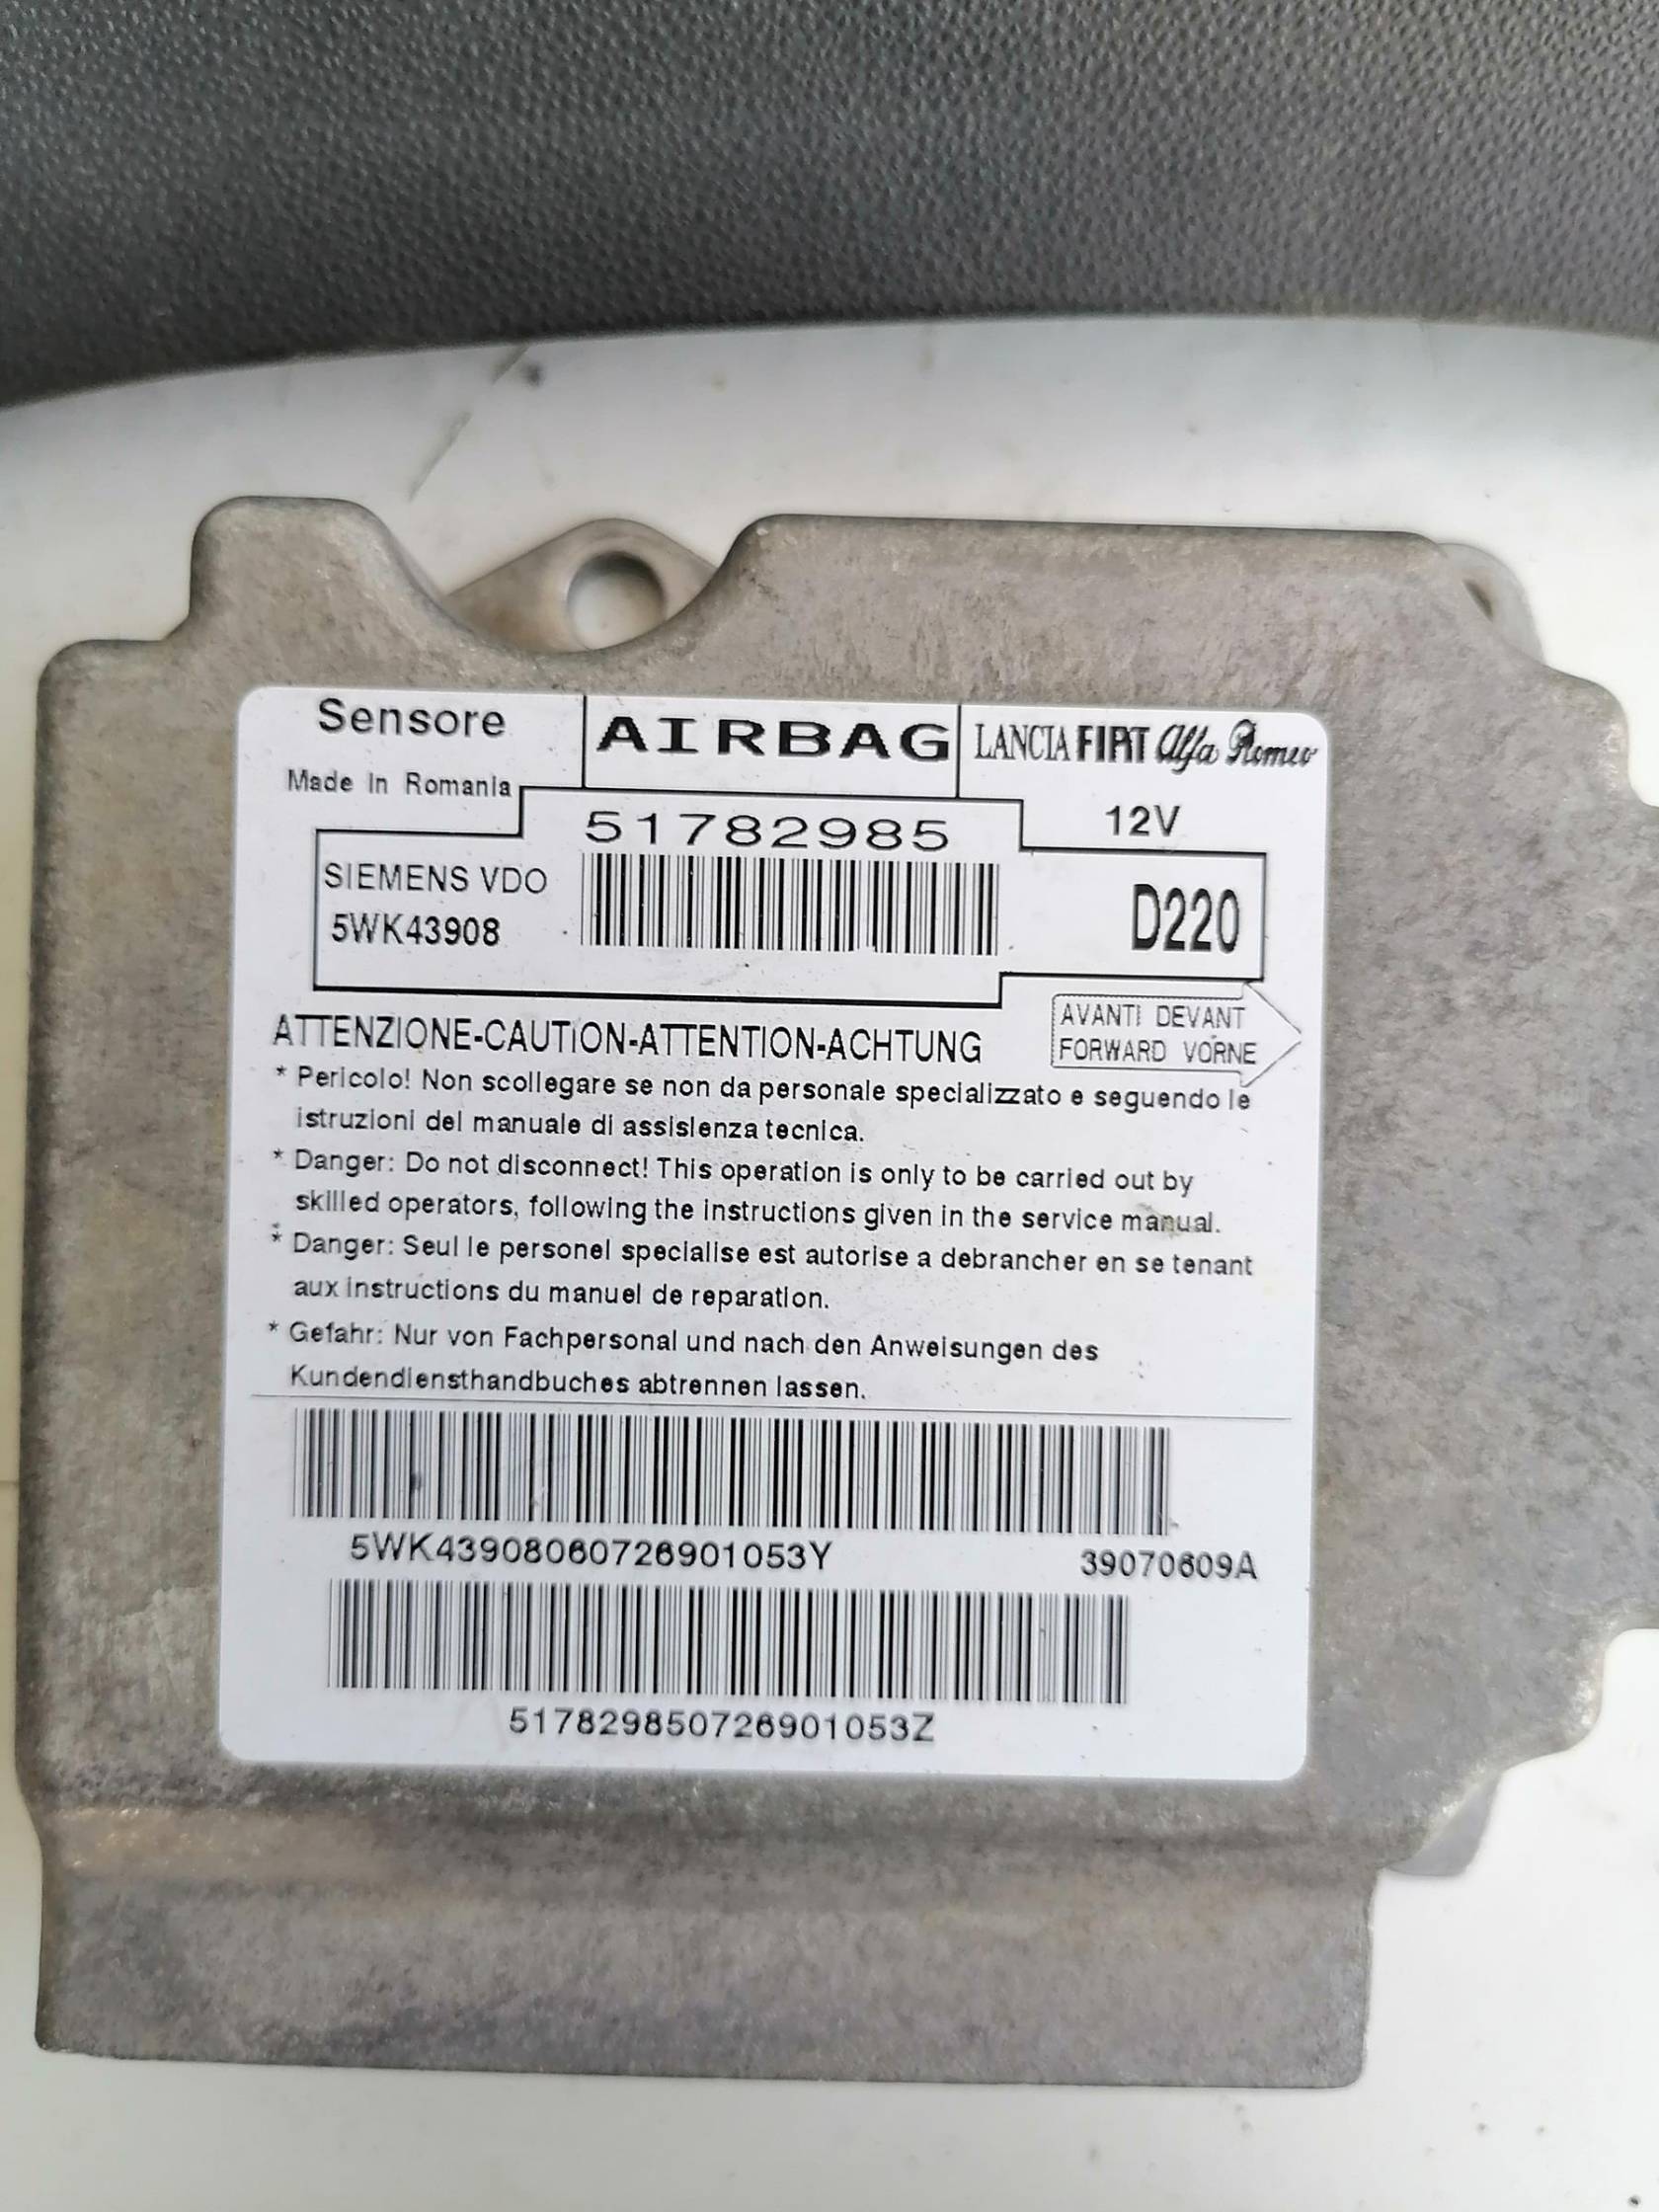 Sensore
AIRBAG
LANCIA FIAT Alfa Romeo
Made In Romania
51782985
12V
SIEMENS VDO
5WK43908
D220
ATTENZIONE-CAUTION-ATTENTION-ACHTUNG
AVANTI DEVANT
FORWARD VORNE
* Pericolo! Non scollegare se non da personale specializzato e seguendo le
istruzioni del manuale di assislenza tecnica.
* Danger: Do not disconnect! This operation is only to be carried out by
skilled operators, following the instructions given in the service manual.
* Danger: Seul le personel specialise est autorise a debrancher en se tenant
aux instructions du manuel de reparation.
* Gefahr: Nur von Fachpersonal und nach den Anweisungen des
Kundendiensthandbuches abtrennen lassen.
5WK43908060726901053Y
39070609A
517829850726901053Z